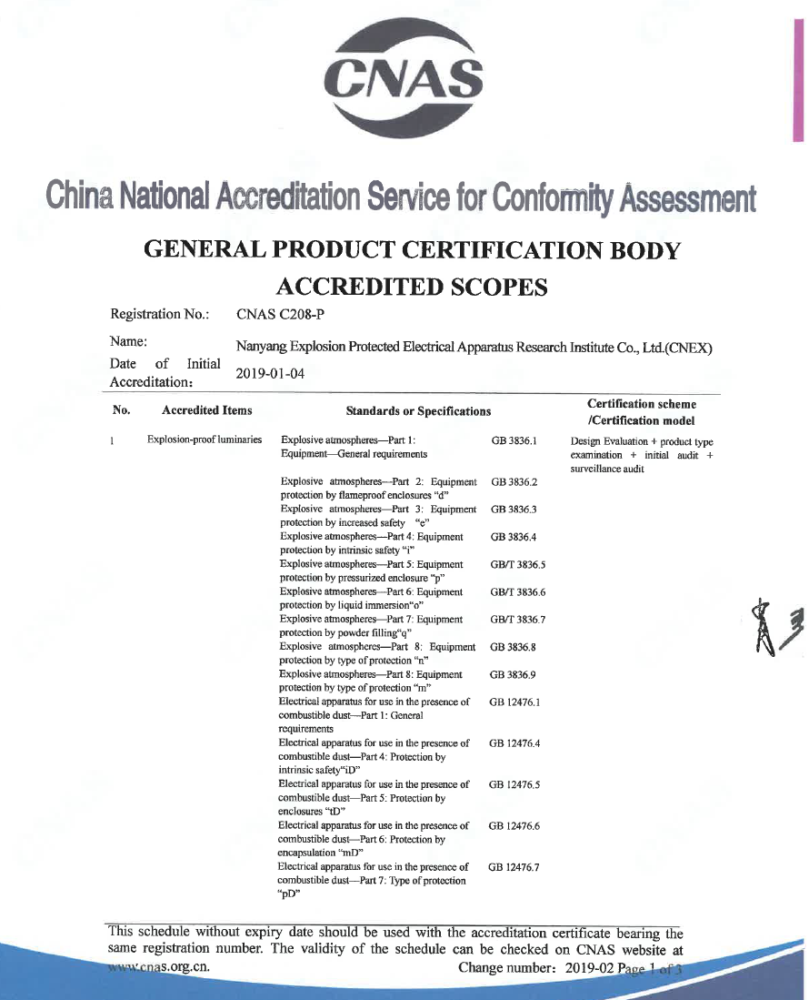 CNAS
China National Accreditation Service for Conformity Assessment
GENERAL PRODUCT CERTIFICATION BODY
ACCREDITED SCOPES
Registration No.: CNAS C208-P
Name: Nanyang Explosion Protected Electrical Apparatus Research Institute Co., Ltd.(CNEX)
Date of Initial
Accreditation: 2019-01-04
No. Accredited Items Standards or Specifications Certification scheme
/Certification model
1 Explosion-proof luminaries Explosive atmospheres—Part 1: GB 3836.1 Design Evaluation + product type
Equipment—General requirements examination + initial audit +
surveillance audit
Explosive atmospheres—Part 2: Equipment GB 3836.2
protection by flameproof enclosures “d”
Explosive atmospheres—Part 3: Equipment GB 3836.3
protection by increased safety “e”
Explosive atmospheres—Part 4: Equipment GB 3836.4
protection by intrinsic safety “i”
Explosive atmospheres—Part 5: Equipment GB/T 3836.5
protection by pressurized enclosure “p”
Explosive atmospheres—Part 6: Equipment GB/T 3836.6
protection by liquid immersion“o”
Explosive atmospheres—Part 7: Equipment GB/T 3836.7
protection by powder filling“q”
Explosive atmospheres—Part 8: Equipment GB 3836.8
protection by type of protection “n”
Explosive atmospheres—Part 8: Equipment GB 3836.9
protection by type of protection “m”
Electrical apparatus for use in the presence of GB 12476.1
combustible dust—Part 1: General
requirements
Electrical apparatus for use in the presence of GB 12476.4
combustible dust—Part 4: Protection by
intrinsic safety“iD”
Electrical apparatus for use in the presence of GB 12476.5
combustible dust—Part 5: Protection by
enclosures “tD”
Electrical apparatus for use in the presence of GB 12476.6
combustible dust—Part 6: Protection by
encapsulation “mD”
Electrical apparatus for use in the presence of GB 12476.7
combustible dust—Part 7: Type of protection
“pD”
This schedule without expiry date should be used with the accreditation certificate bearing the
same registration number. The validity of the schedule can be checked on CNAS website at
www.cnas.org.cn. Change number: 2019-02 Page 1 of 3